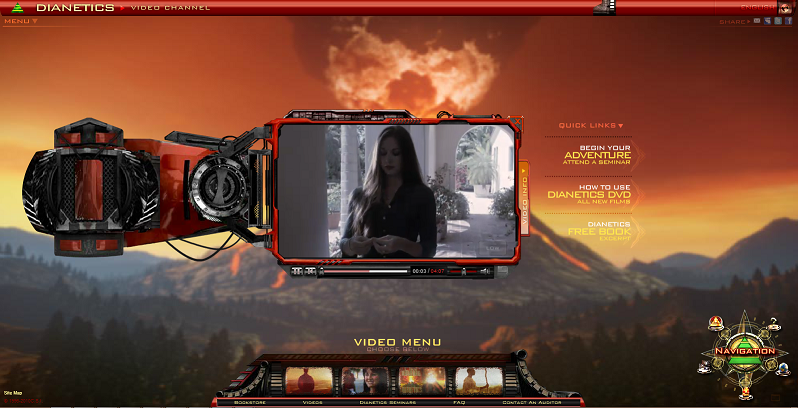 DIANETICS VIDEO CHANNEL
ENGLISH
MENU
SHARE
QUICK LINKS
BEGIN YOUR
ADVENTURE
ATTEND A SEMINAR
HOW TO USE
DIANETICS DVD
ALL NEW FILMS
DIANETICS
FREE BOOK
EXCERPT
VIDEO INFO
00:03 / 04:07
VIDEO MENU
CHOOSE BELOW
NAVIGATION
Site Map
BOOKSTORE VIDEOS DIANETICS SEMINARS FAQ CONTACT AN AUDITOR